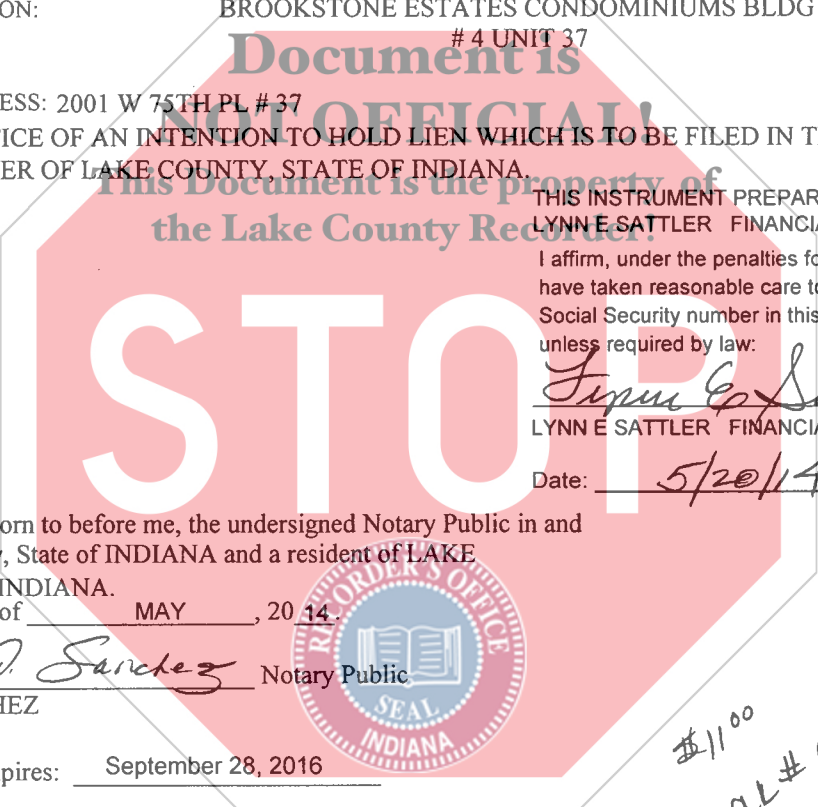 ON: BROOKSTONE ESTATES CONDOMINIUMS BLDG
# 4 UNIT 37
Document is
ESS: 2001 W 75TH PL # 37
NOT OFFICIAL!
TICE OF AN INTENTION TO HOLD LIEN WHICH IS TO BE FILED IN T
ER OF LAKE COUNTY, STATE OF INDIANA.
This Document is the property of
the Lake County Recorder!
THIS INSTRUMENT PREPAR
LYNN E SATTLER FINANCIA
I affirm, under the penalties fo
have taken reasonable care to
Social Security number in this
unless required by law:
STOP
LYNN E SATTLER FINANCIA
Date: 5/20/14
orn to before me, the undersigned Notary Public in and
, State of INDIANA and a resident of LAKE
INDIANA.
of MAY, 20 14.
D. Sanchez Notary Public
HEZ
RECORDER'S OFFICE
SEAL
INDIANA
pires: September 28, 2016
$11 00
#